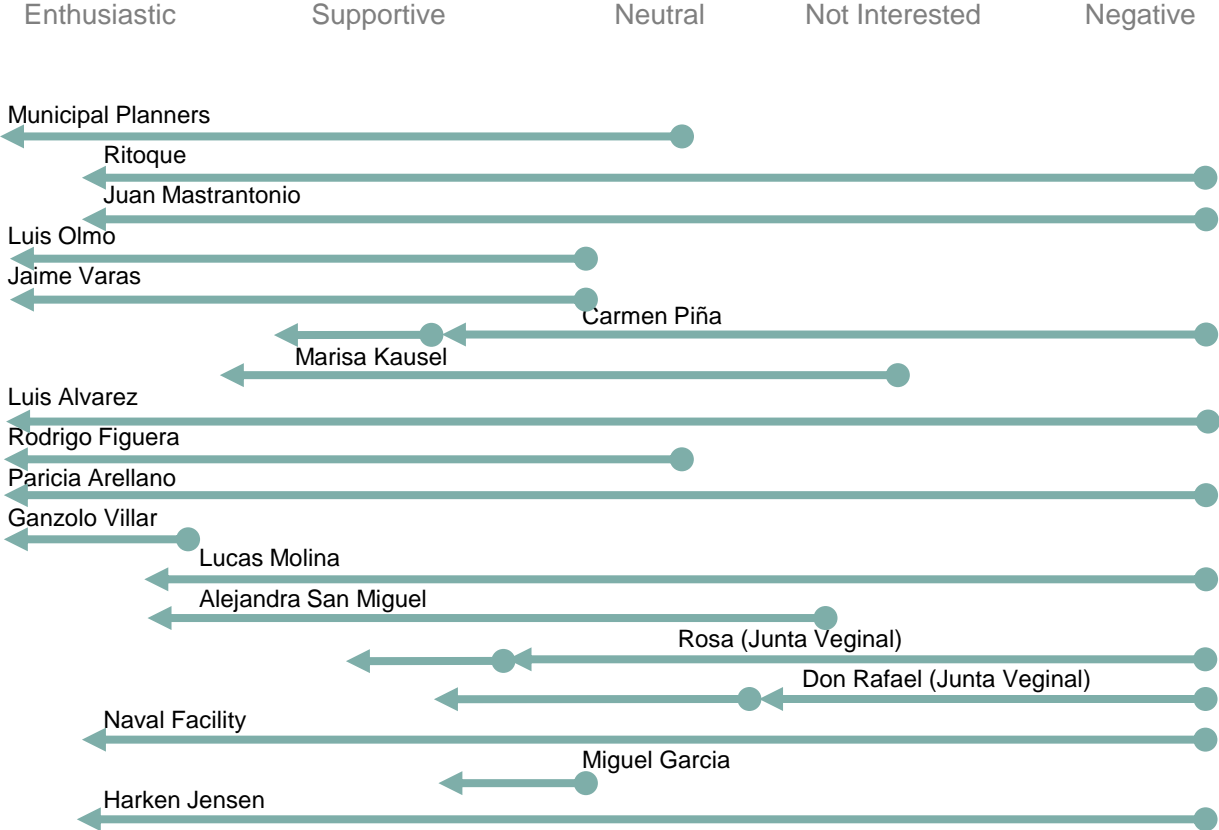 Enthusiastic Supportive Neutral Not Interested Negative
Municipal Planners
Ritoque
Juan Mastrantonio
Luis Olmo
Jaime Varas
Carmen Piña
Marisa Kausel
Luis Alvarez
Rodrigo Figuera
Paricia Arellano
Ganzolo Villar
Lucas Molina
Alejandra San Miguel
Rosa (Junta Veginal)
Don Rafael (Junta Veginal)
Naval Facility
Miguel Garcia
Harken Jensen